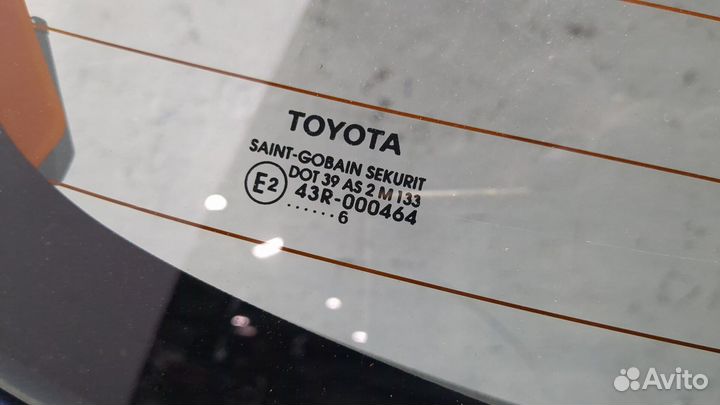 TOYOTA
SAINT-GOBAIN SEKURIT
E2
DOT 39 AS 2 M 133
43R-000464
......6
Avito